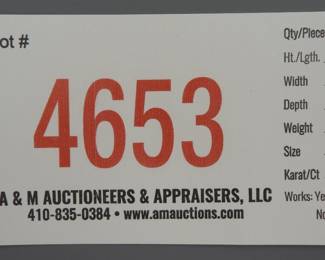 ot #
4653
A & M AUCTIONEERS & APPRAISERS, LLC
410-835-0384 • www.amauctions.com
Qty/Piece
Ht./Lgth.
Width
Depth
Weight
Size
Karat/Ct
Works: Ye
No